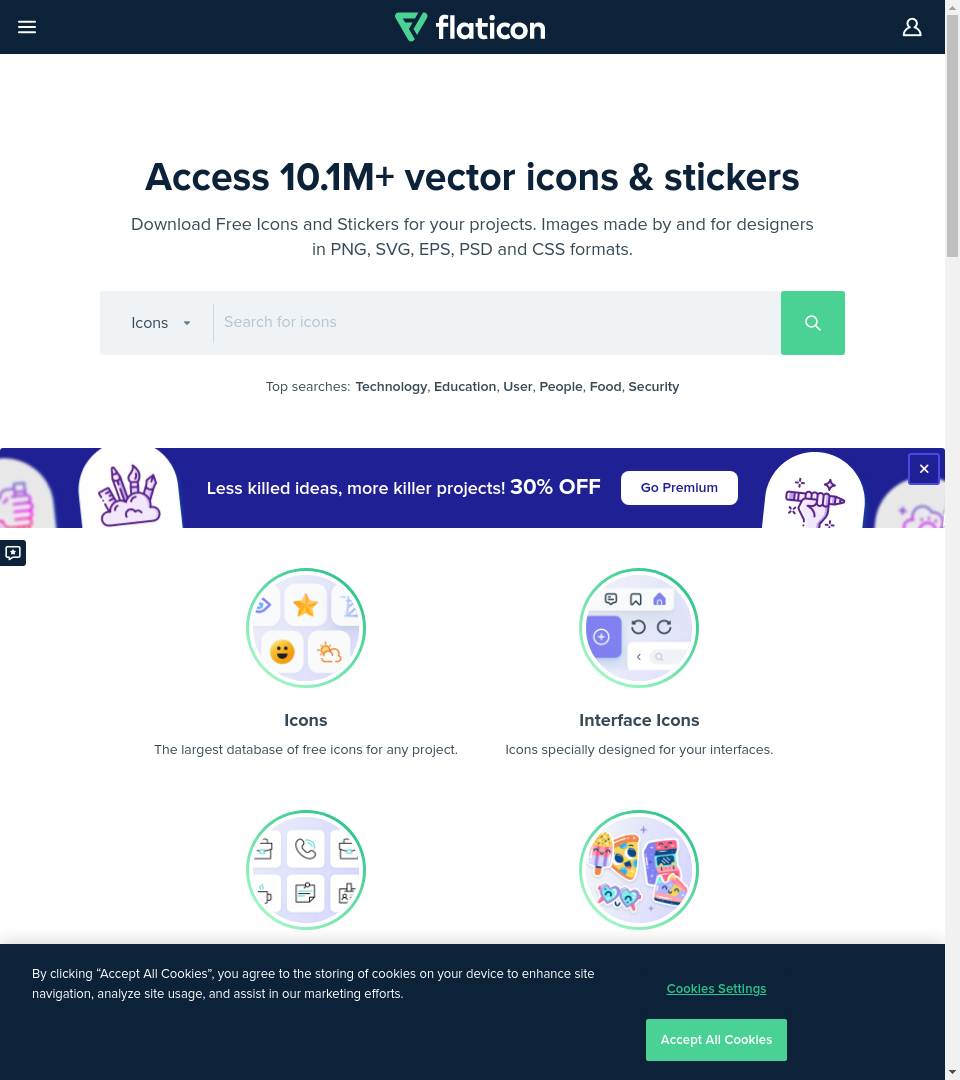 flaticon
Access 10.1M+ vector icons & stickers
Download Free Icons and Stickers for your projects. Images made by and for designers
in PNG, SVG, EPS, PSD and CSS formats.
Icons
Search for icons
Top searches: Technology, Education, User, People, Food, Security
Less killed ideas, more killer projects! 30% OFF
Go Premium
Icons
Interface Icons
The largest database of free icons for any project.
Icons specially designed for your interfaces.
By clicking “Accept All Cookies”, you agree to the storing of cookies on your device to enhance site
navigation, analyze site usage, and assist in our marketing efforts.
Cookies Settings
Accept All Cookies